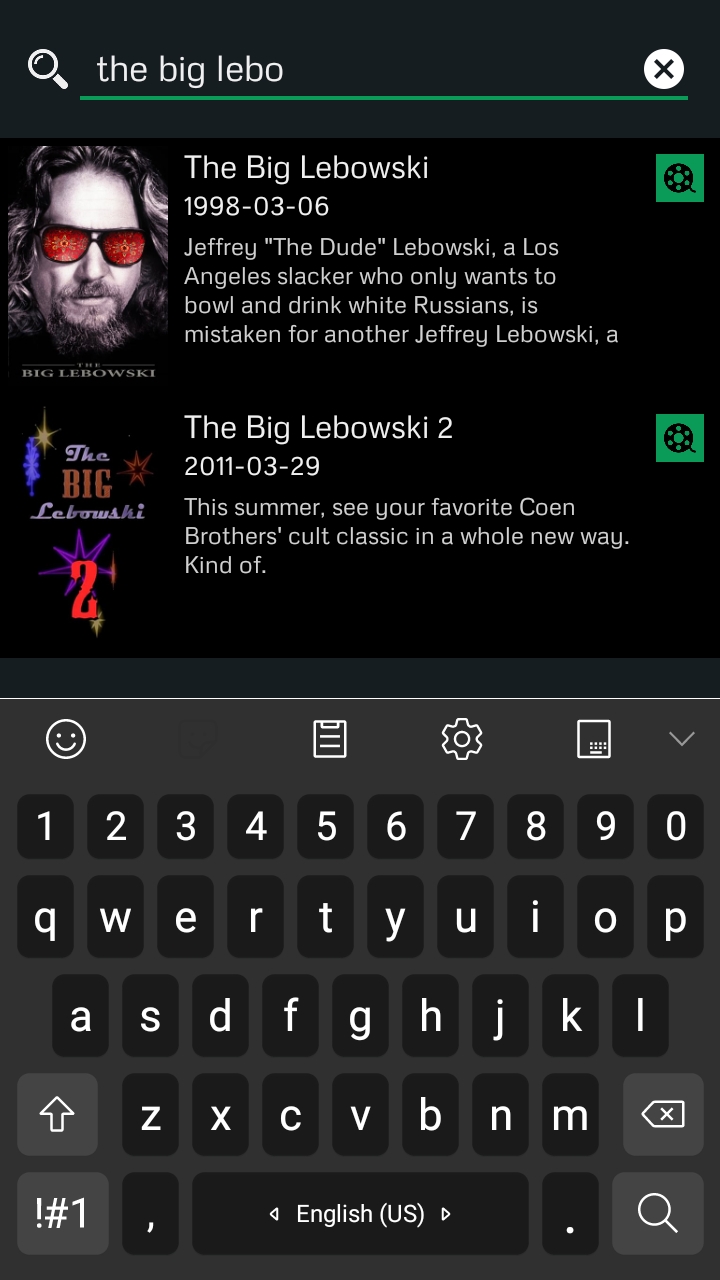 the big lebo
The Big Lebowski
1998-03-06
Jeffrey "The Dude" Lebowski, a Los
Angeles slacker who only wants to
bowl and drink white Russians, is
mistaken for another Jeffrey Lebowski, a
THE
BIG LEBOWSKI
The Big Lebowski 2
2011-03-29
This summer, see your favorite Coen
Brothers' cult classic in a whole new way.
Kind of.
The
BIG
Lebowski
2
1 2 3 4 5 6 7 8 9 0
q w e r t y u i o p
a s d f g h j k l
z x c v b n m
!#1 , English (US) .